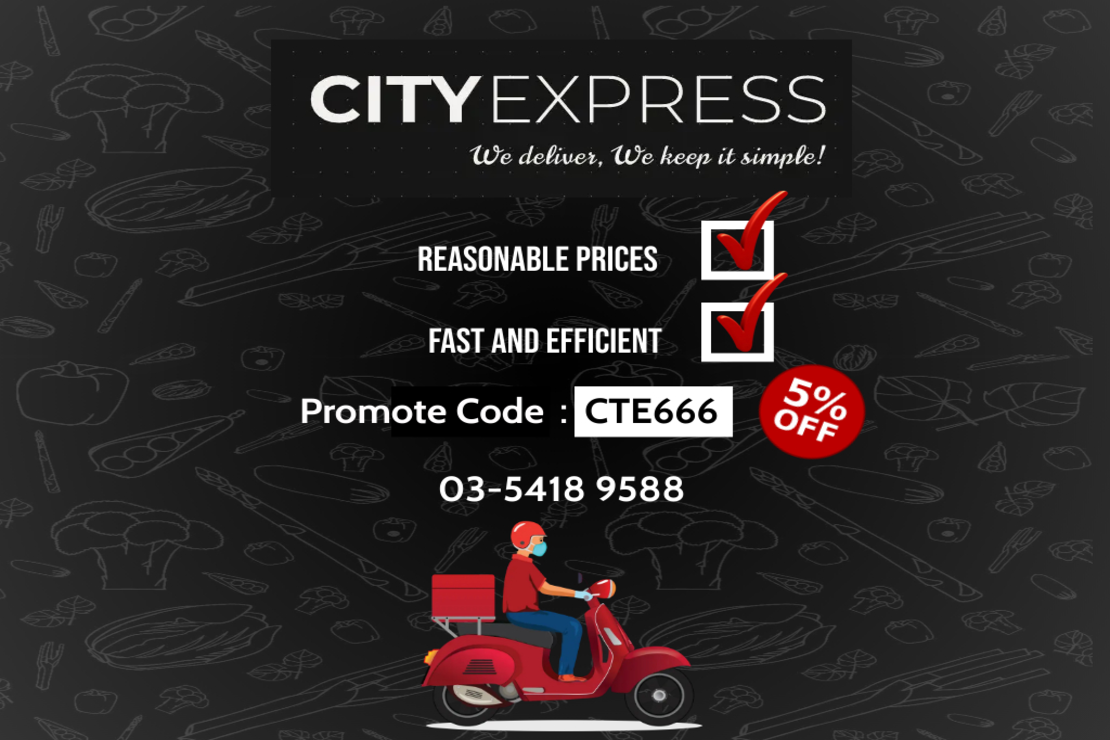 CITYEXPRESS
We deliver, We keep it simple!
REASONABLE PRICES
FAST AND EFFICIENT
Promote Code : CTE666
5%
OFF
03-5418 9588